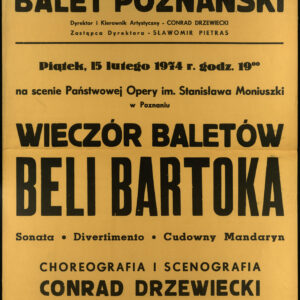 BALET POZNAŃSKI
Dyrektor i Kierownik Artystyczny - CONRAD DRZEWIECKI
Zastępca Dyrektora - SŁAWOMIR PIETRAS
Piątek, 15 lutego 1974 r. godz. 19⁰⁰
na scenie Państwowej Opery im. Stanisława Moniuszki
w Poznaniu
WIECZÓR BALETÓW
BELI BARTOKA
Sonata • Divertimento • Cudowny Mandaryn
CHOREOGRAFIA I SCENOGRAFIA
CONRAD DRZEWIECKI